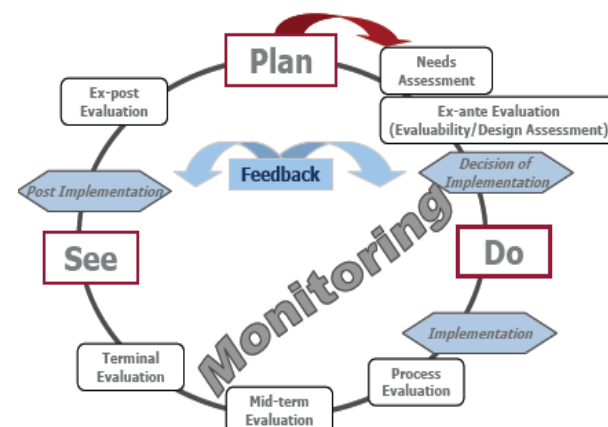 Plan
Needs
Assessment
Ex-ante Evaluation
(Evaluability/Design Assessment)
Decision of
Implementation
Do
Implementation
Process
Evaluation
Mid-term
Evaluation
Terminal
Evaluation
See
Post Implementation
Ex-post
Evaluation
Feedback
Monitoring